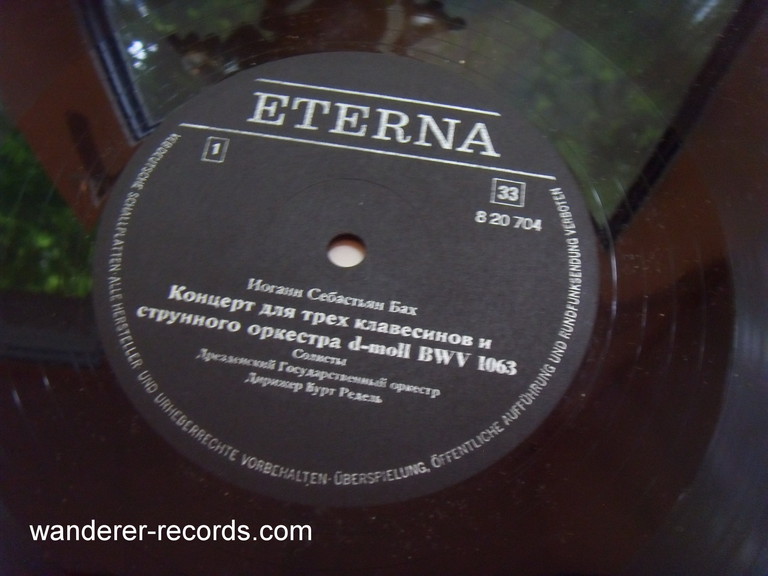 ETERNA
1
33
8 20 704
Иоганн Себастьян Бах
Концерт для трех клавесинов и
струнного оркестра d-moll BWV 1063
Солисты
Дрезденский Государственный оркестр
Дирижер Бурт Редель
DEUTSCHE SCHALLPLATTEN·ALLE HERSTELLER UND URHEBERRECHTE VORBEHALTEN·ÜBERSPIELUNG, ÖFFENTLICHE AUFFÜHRUNG UND RUNDFUNKSENDUNG VERBOTEN
wanderer-records.com